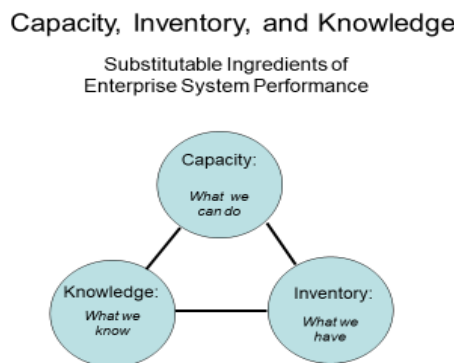 Capacity, Inventory, and Knowledge
Substitutable Ingredients of
Enterprise System Performance
Capacity:
What we
can do
Knowledge:
What we
know
Inventory:
What we
have